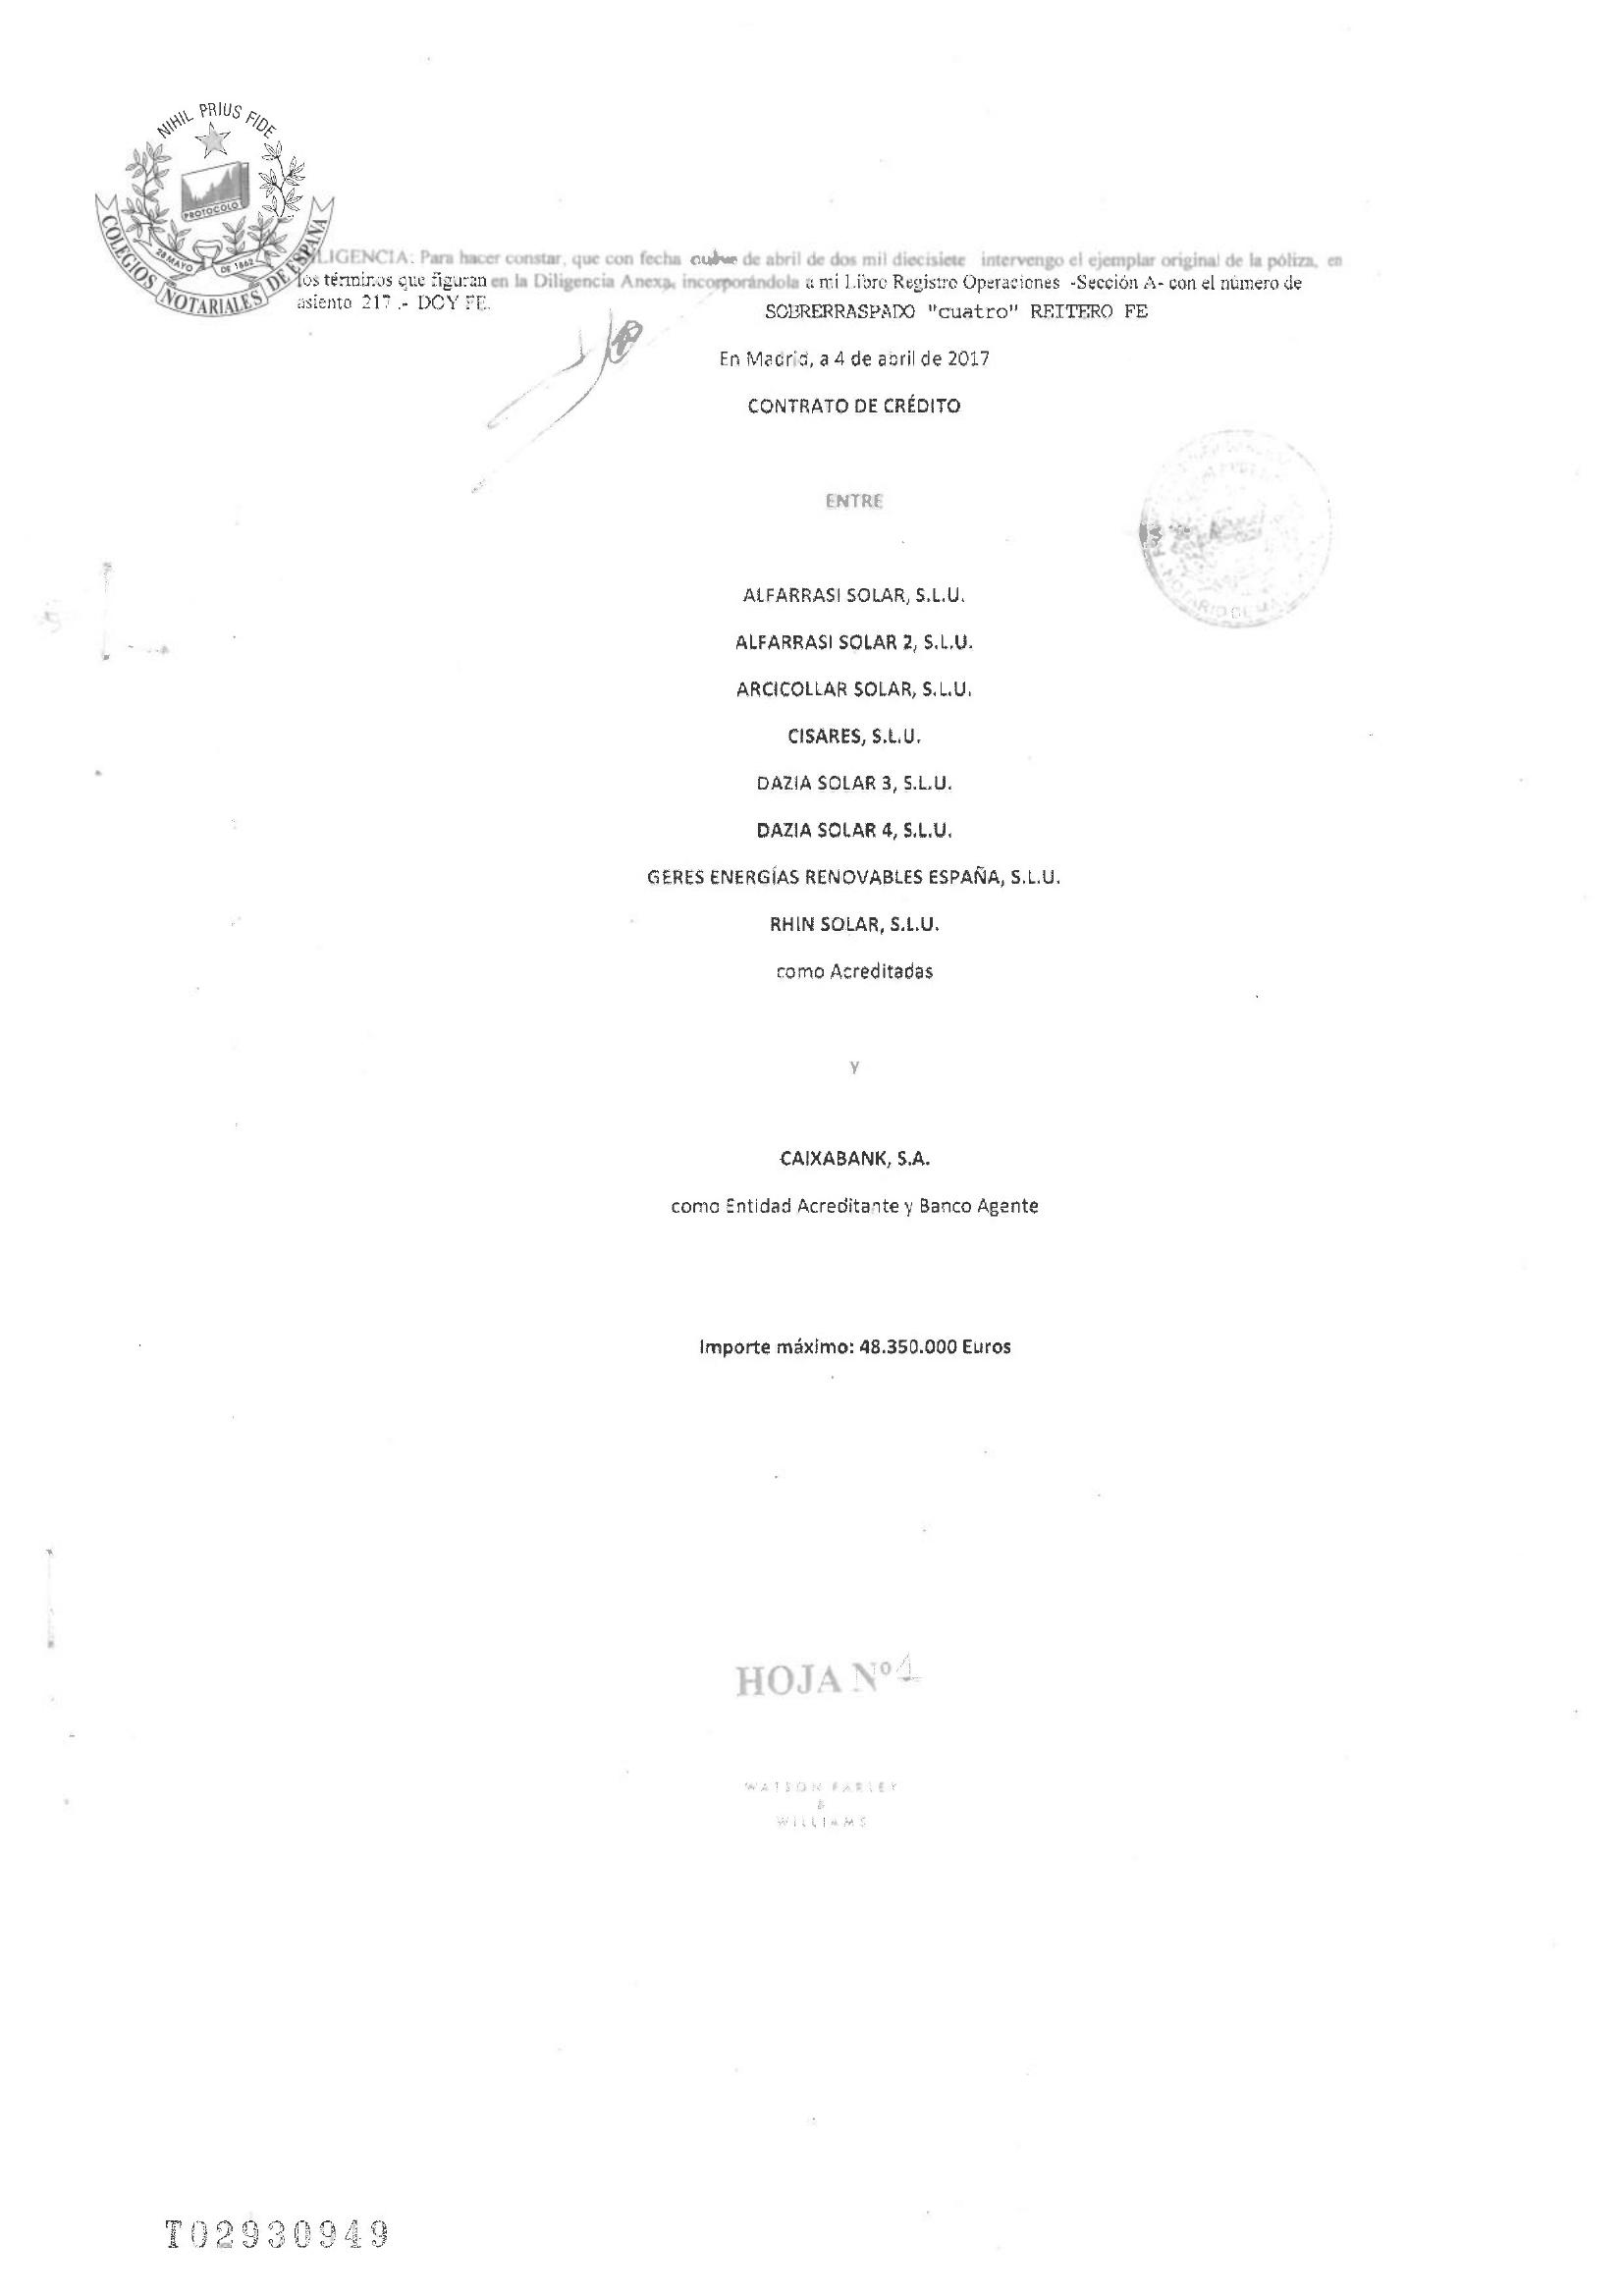 NIHIL PRIUS FIDE
PROTOCOLO
28 MAYO DE 1862
COLEGIOS NOTARIALES DE ESPAÑA
LIGENCIA: Para hacer constar, que con fecha de abril de dos mil diecisiete intervengo el ejemplar original de la póliza, en
los términos que figuran en la Diligencia Anexa, incorporándola a mi Libro Registro Operaciones -Sección A- con el número de
asiento 217 .- DOY FE.
SOBRERRASPADO "cuatro" REITERO FE
En Madrid, a 4 de abril de 2017
CONTRATO DE CRÉDITO
ENTRE
NOTARIO DE
ALFARRASI SOLAR, S.L.U.
ALFARRASI SOLAR 2, S.L.U.
ARCICOLLAR SOLAR, S.L.U.
CISARES, S.L.U.
DAZIA SOLAR 3, S.L.U.
DAZIA SOLAR 4, S.L.U.
GERES ENERGÍAS RENOVABLES ESPAÑA, S.L.U.
RHIN SOLAR, S.L.U.
como Acreditadas
Y
CAIXABANK, S.A.
como Entidad Acreditante y Banco Agente
Importe máximo: 48.350.000 Euros
HOJA Nº 1
WATSON FARLEY
&
WILLIAMS
T02930949